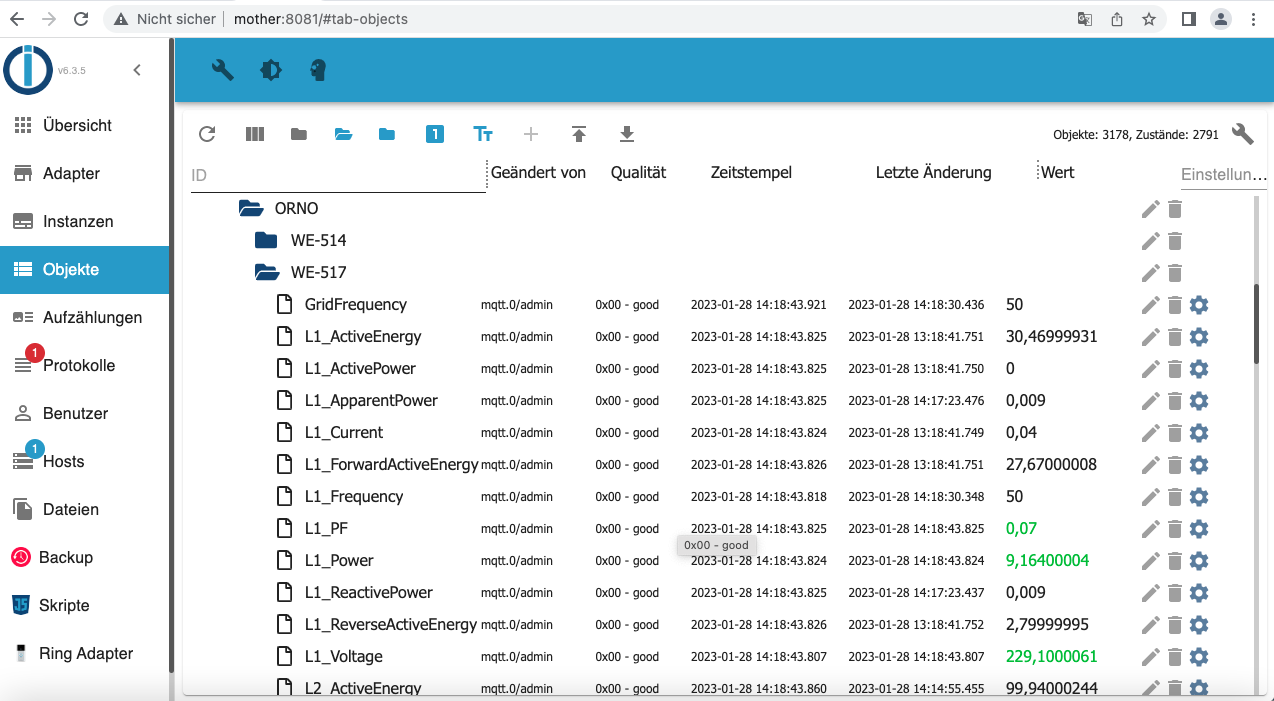 Nicht sicher mother:8081/#tab-objects
v6.3.5
Übersicht
Adapter
Instanzen
Objekte
Aufzählungen
1
Protokolle
Benutzer
1
Hosts
Dateien
Backup
JS
Skripte
Ring Adapter
1 Tт Objekte: 3178, Zustände: 2791
ID Geändert von Qualität Zeitstempel Letzte Änderung Wert Einstellun...
ORNO
WE-514
WE-517
GridFrequency mqtt.0/admin 0x00 - good 2023-01-28 14:18:43.921 2023-01-28 14:18:30.436 50
L1_ActiveEnergy mqtt.0/admin 0x00 - good 2023-01-28 14:18:43.825 2023-01-28 13:18:41.751 30,46999931
L1_ActivePower mqtt.0/admin 0x00 - good 2023-01-28 14:18:43.825 2023-01-28 13:18:41.750 0
L1_ApparentPower mqtt.0/admin 0x00 - good 2023-01-28 14:18:43.825 2023-01-28 14:17:23.476 0,009
L1_Current mqtt.0/admin 0x00 - good 2023-01-28 14:18:43.824 2023-01-28 13:18:41.749 0,04
L1_ForwardActiveEnergy mqtt.0/admin 0x00 - good 2023-01-28 14:18:43.826 2023-01-28 13:18:41.751 27,67000008
L1_Frequency mqtt.0/admin 0x00 - good 2023-01-28 14:18:43.818 2023-01-28 14:18:30.348 50
L1_PF mqtt.0/admin 0x00 - good 2023-01-28 14:18:43.825 2023-01-28 14:18:43.825 0,07
0x00 - good
L1_Power mqtt.0/admin 0x00 - good 2023-01-28 14:18:43.824 2023-01-28 14:18:43.824 9,16400004
L1_ReactivePower mqtt.0/admin 0x00 - good 2023-01-28 14:18:43.825 2023-01-28 14:17:23.437 0,009
L1_ReverseActiveEnergy mqtt.0/admin 0x00 - good 2023-01-28 14:18:43.826 2023-01-28 13:18:41.752 2,79999995
L1_Voltage mqtt.0/admin 0x00 - good 2023-01-28 14:18:43.807 2023-01-28 14:18:43.807 229,1000061
L2_ActiveEnergy mqtt.0/admin 0x00 - good 2023-01-28 14:18:43.860 2023-01-28 14:14:55.455 99,94000244